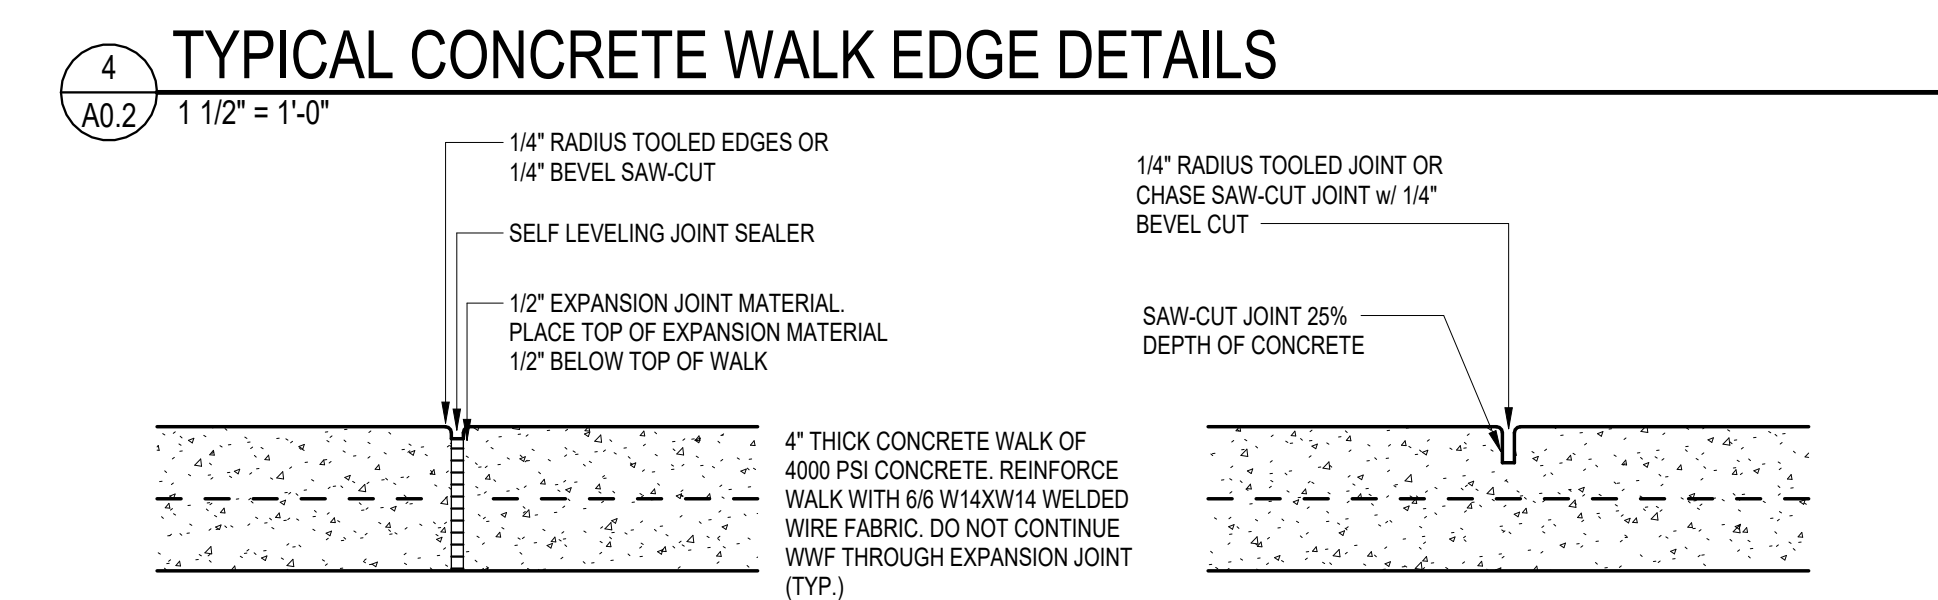 4
A0.2
TYPICAL CONCRETE WALK EDGE DETAILS
1 1/2" = 1'-0"
1/4" RADIUS TOOLED EDGES OR
1/4" BEVEL SAW-CUT
SELF LEVELING JOINT SEALER
1/2" EXPANSION JOINT MATERIAL.
PLACE TOP OF EXPANSION MATERIAL
1/2" BELOW TOP OF WALK
4" THICK CONCRETE WALK OF
4000 PSI CONCRETE. REINFORCE
WALK WITH 6/6 W14XW14 WELDED
WIRE FABRIC. DO NOT CONTINUE
WWF THROUGH EXPANSION JOINT
(TYP.)
1/4" RADIUS TOOLED JOINT OR
CHASE SAW-CUT JOINT w/ 1/4"
BEVEL CUT
SAW-CUT JOINT 25%
DEPTH OF CONCRETE